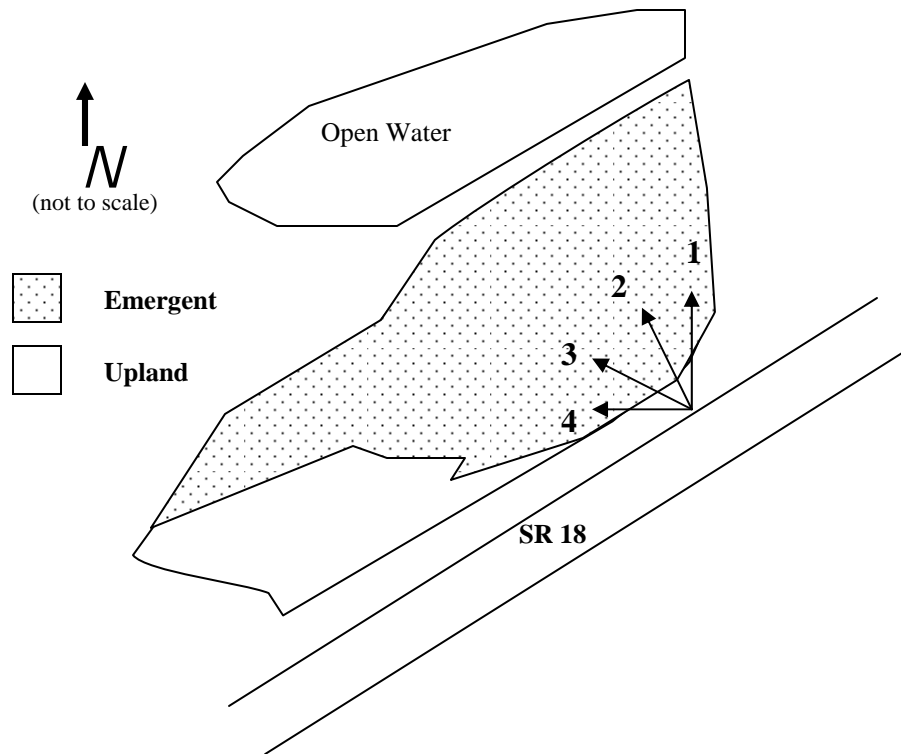 Open Water
N
(not to scale)
1
2
Emergent
3
Upland
4
SR 18